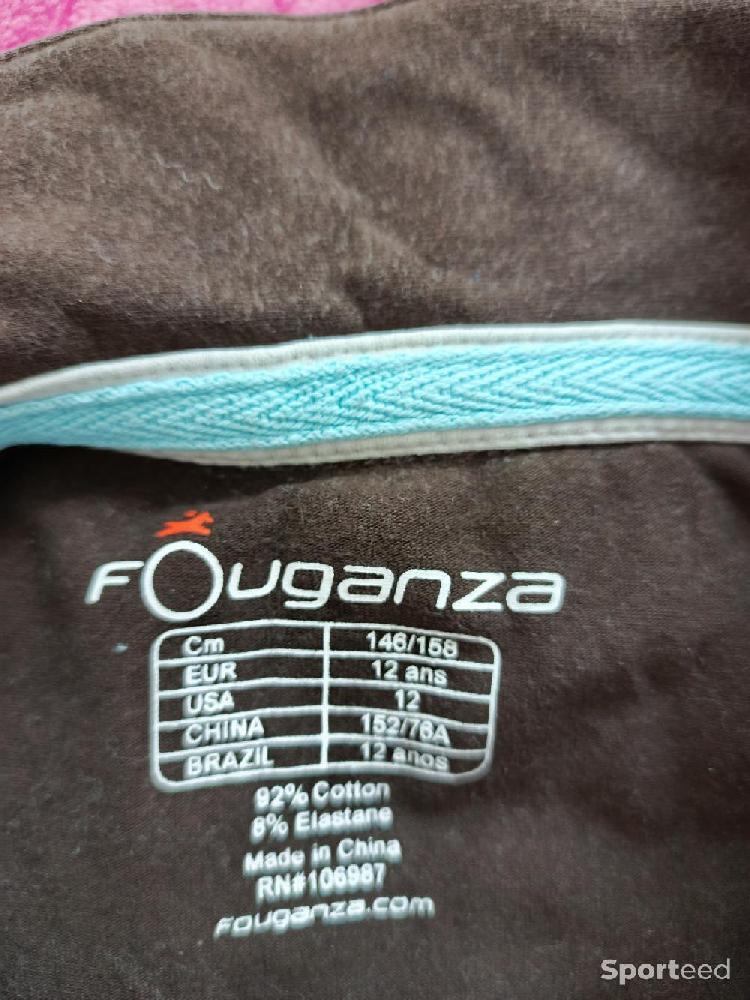 Fouganza
Cm 146/158
EUR 12 ans
USA 12
CHINA 152/76A
BRAZIL 12 anos
92% Cotton
8% Elastane
Made in China
RN#106987
fouganza.com
Sporteed